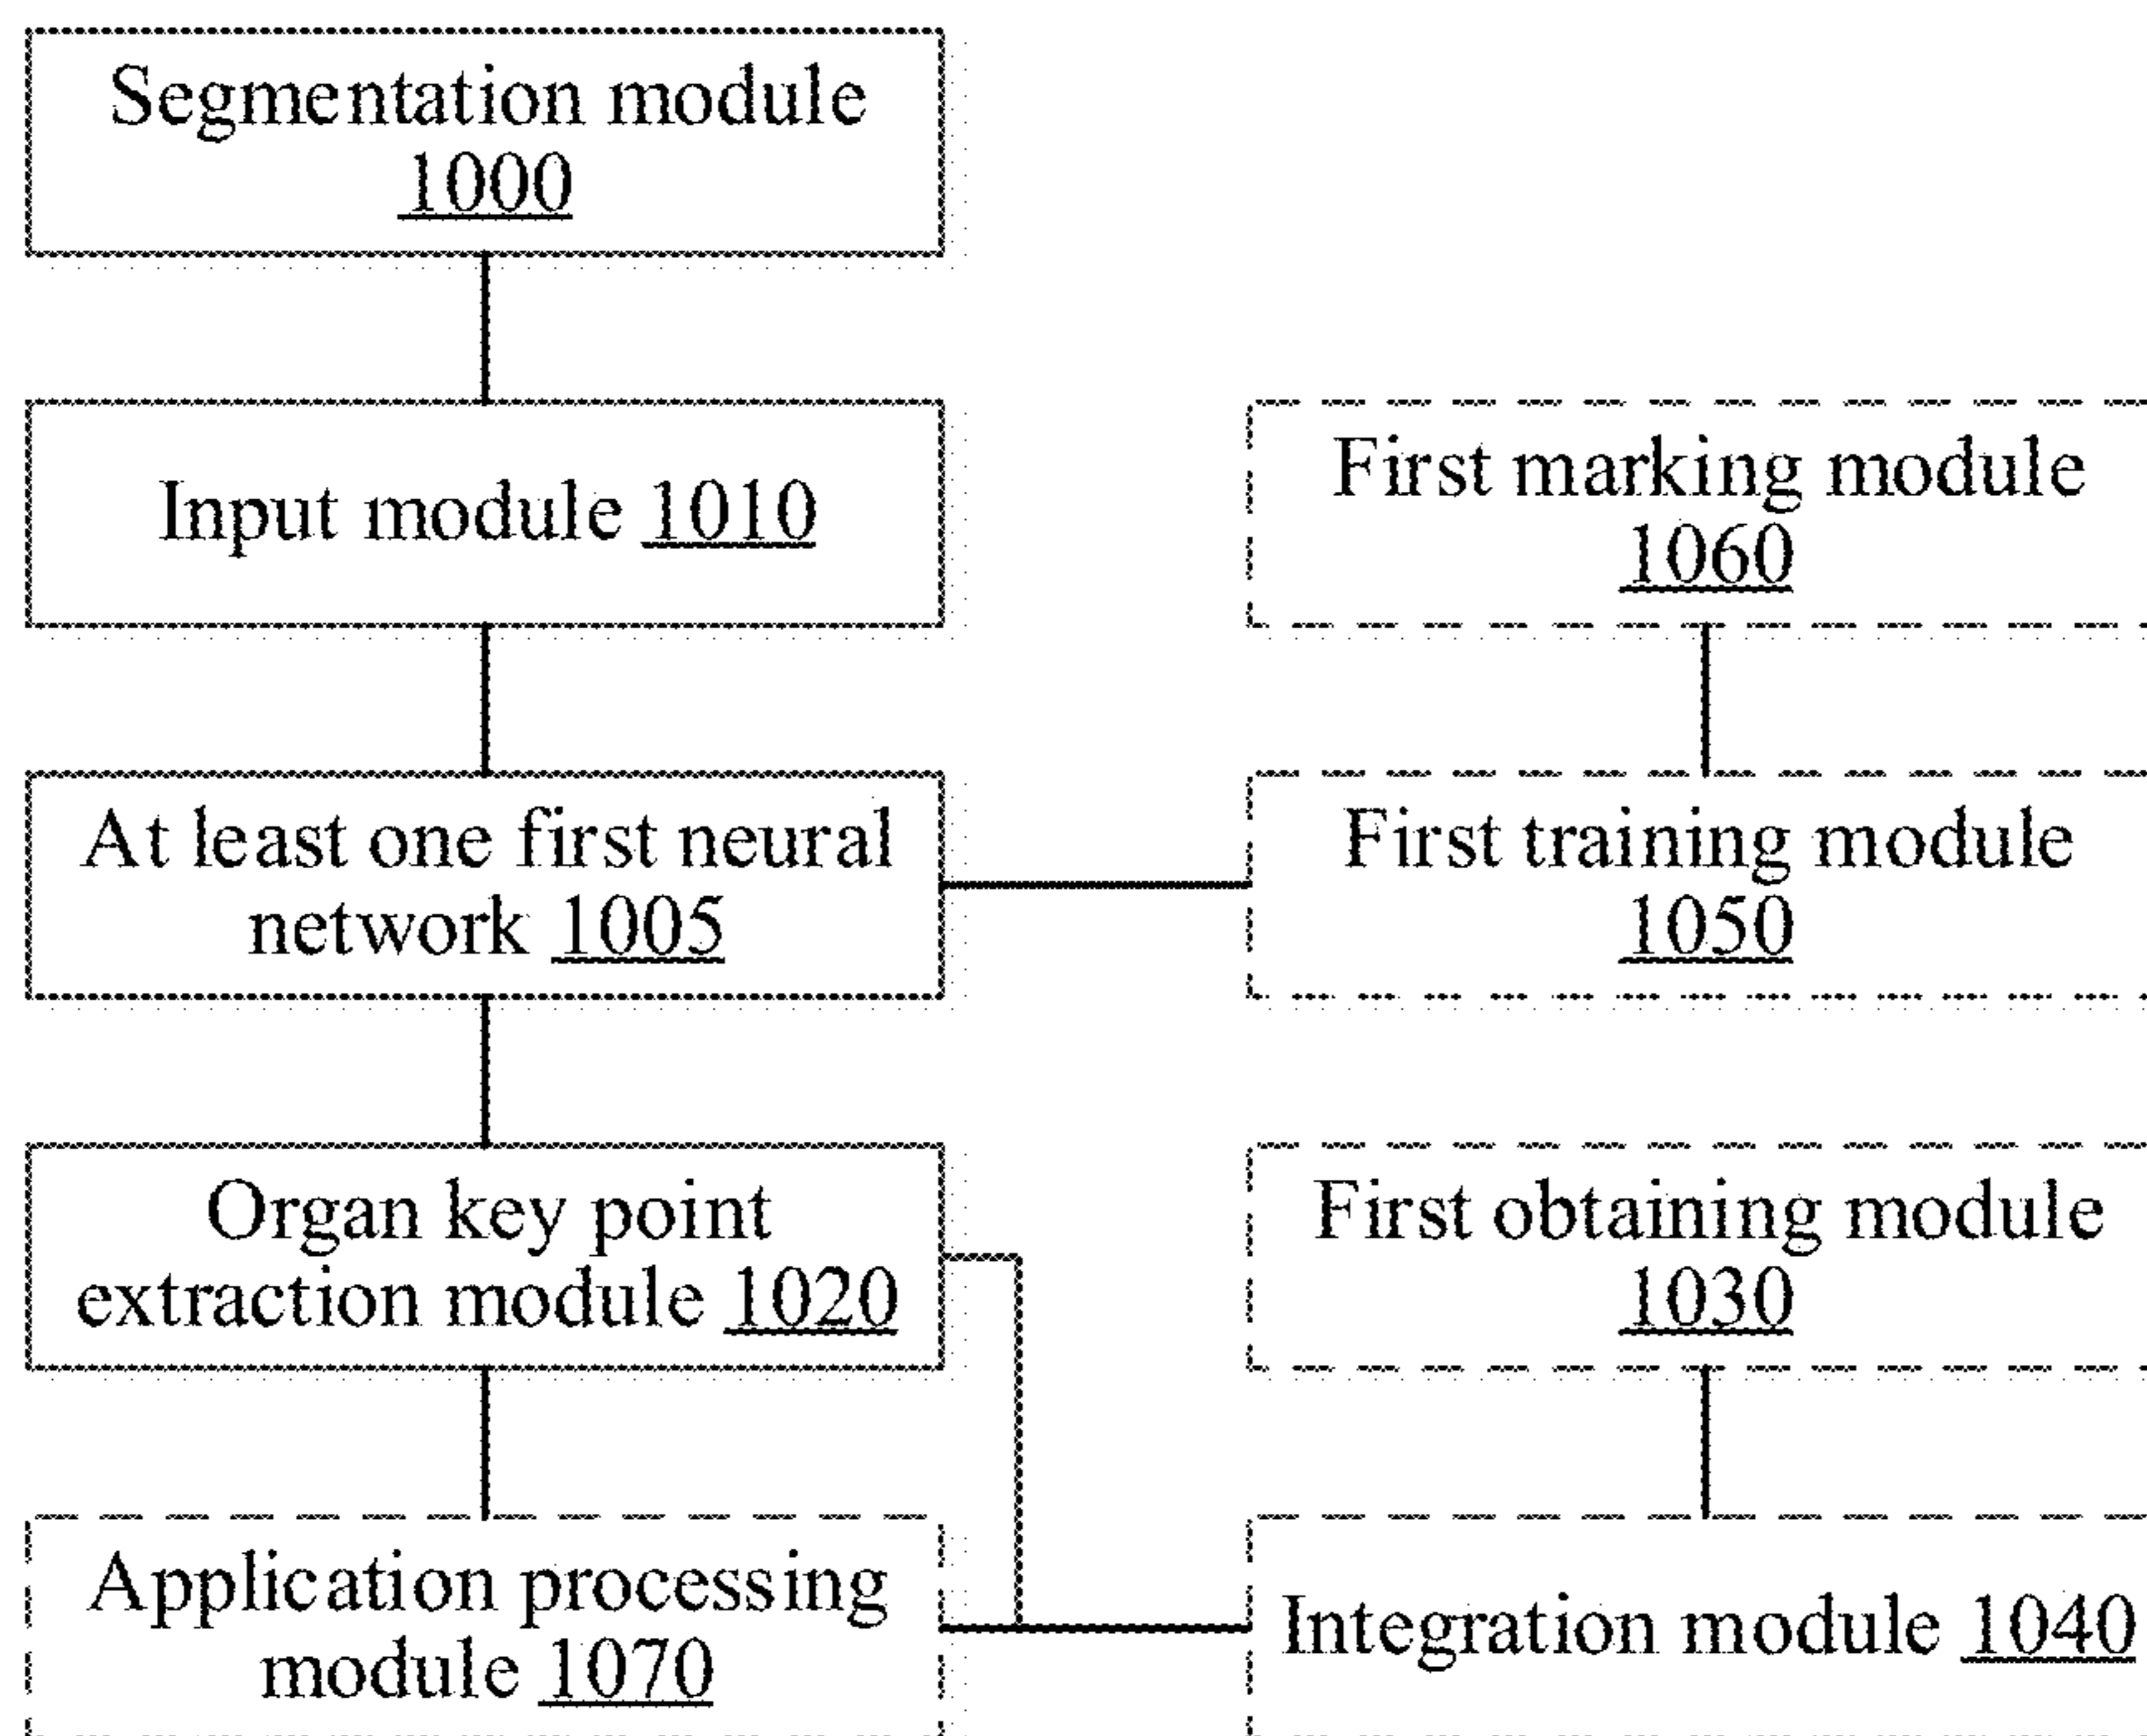 Segmentation module
1000
Input module 1010
First marking module
1060
At least one first neural
network 1005
First training module
1050
Organ key point
extraction module 1020
First obtaining module
1030
Application processing
module 1070
Integration module 1040